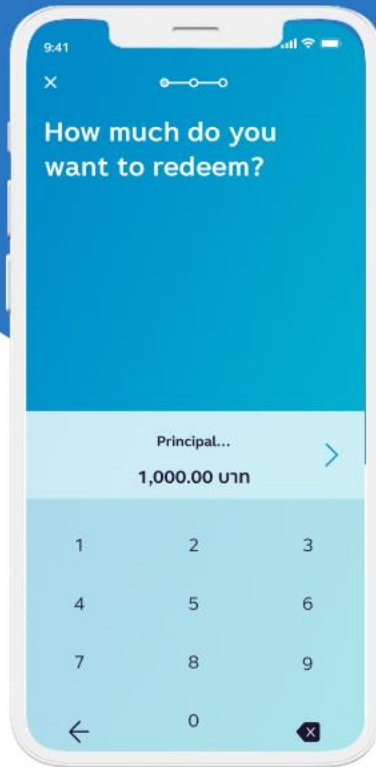 9:41
How much do you
want to redeem?
Principal...
1,000.00 บาท
1 2 3
4 5 6
7 8 9
0